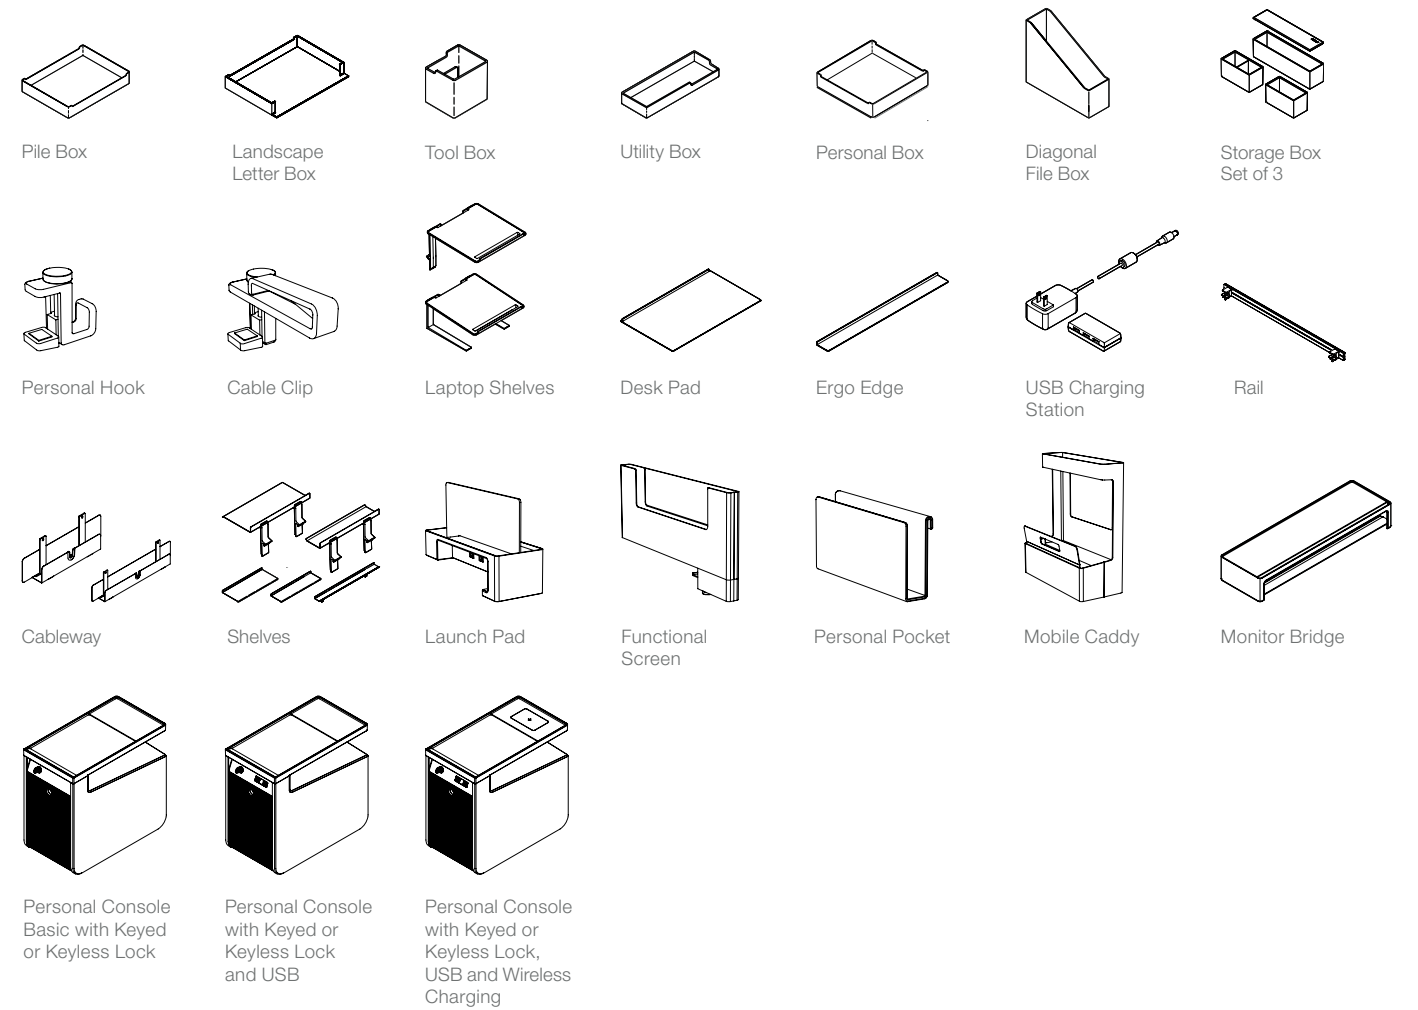 Pile Box
Landscape
Letter Box
Tool Box
Utility Box
Personal Box
Diagonal
File Box
Storage Box
Set of 3
Personal Hook
Cable Clip
Laptop Shelves
Desk Pad
Ergo Edge
USB Charging
Station
Rail
Cableway
Shelves
Launch Pad
Functional
Screen
Personal Pocket
Mobile Caddy
Monitor Bridge
Personal Console
Basic with Keyed
or Keyless Lock
Personal Console
with Keyed or
Keyless Lock
and USB
Personal Console
with Keyed or
Keyless Lock,
USB and Wireless
Charging